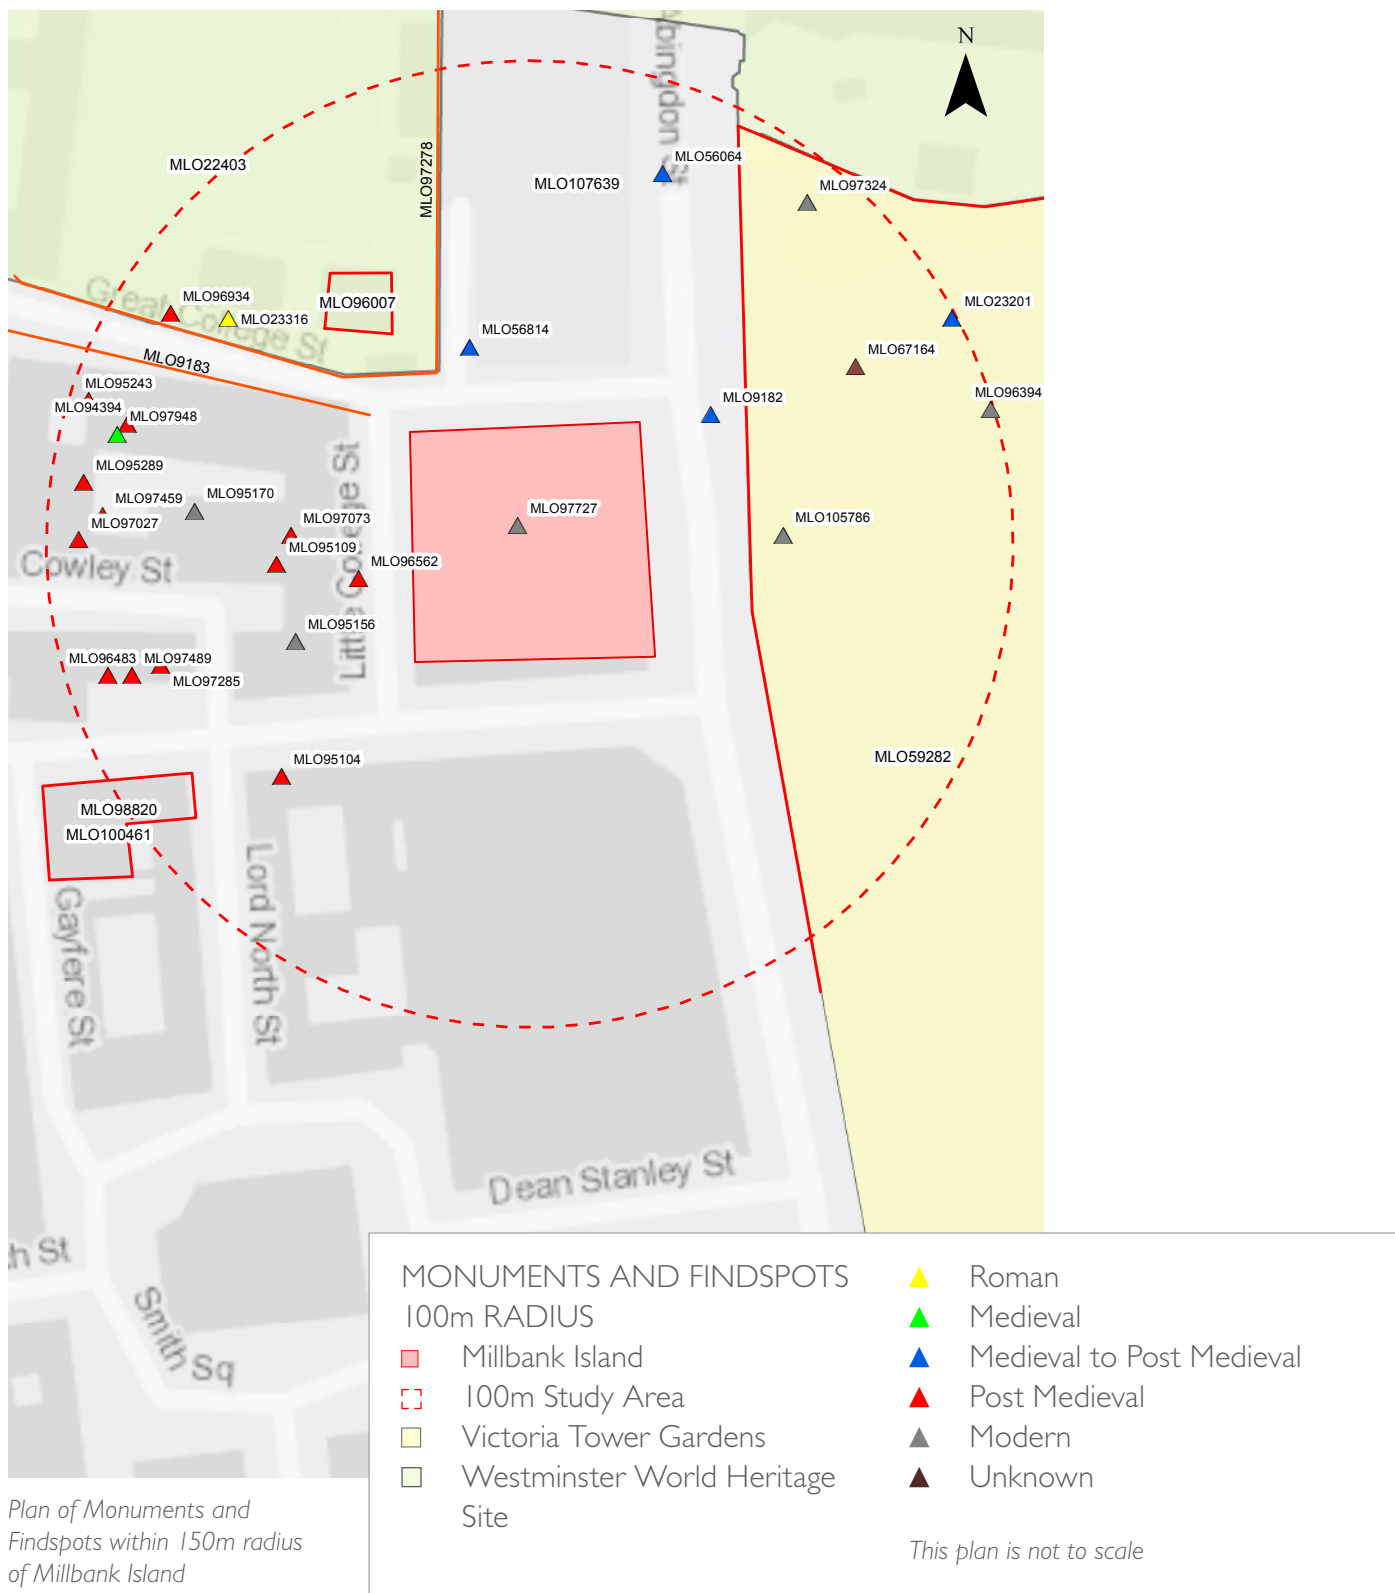 N
Abingdon St
MLO22403
MLO97278
MLO107639
MLO56064
MLO97324
MLO96934
MLO23316
MLO96007
Great College St
MLO9183
MLO56814
MLO23201
MLO67164
MLO96394
MLO95243
MLO94394
MLO97948
MLO9182
MLO95289
MLO97459
MLO95170
MLO97027
MLO97073
MLO95109
MLO96562
Little College St
MLO97727
MLO105786
Cowley St
MLO95156
MLO96483
MLO97489
MLO97285
MLO95104
MLO59282
MLO98820
MLO100461
Gayfere St
Lord North St
Dean Stanley St
h St
Smith Sq
MONUMENTS AND FINDSPOTS
100m RADIUS
Millbank Island
100m Study Area
Victoria Tower Gardens
Westminster World Heritage
Site
Roman
Medieval
Medieval to Post Medieval
Post Medieval
Modern
Unknown
This plan is not to scale
Plan of Monuments and
Findspots within 150m radius
of Millbank Island